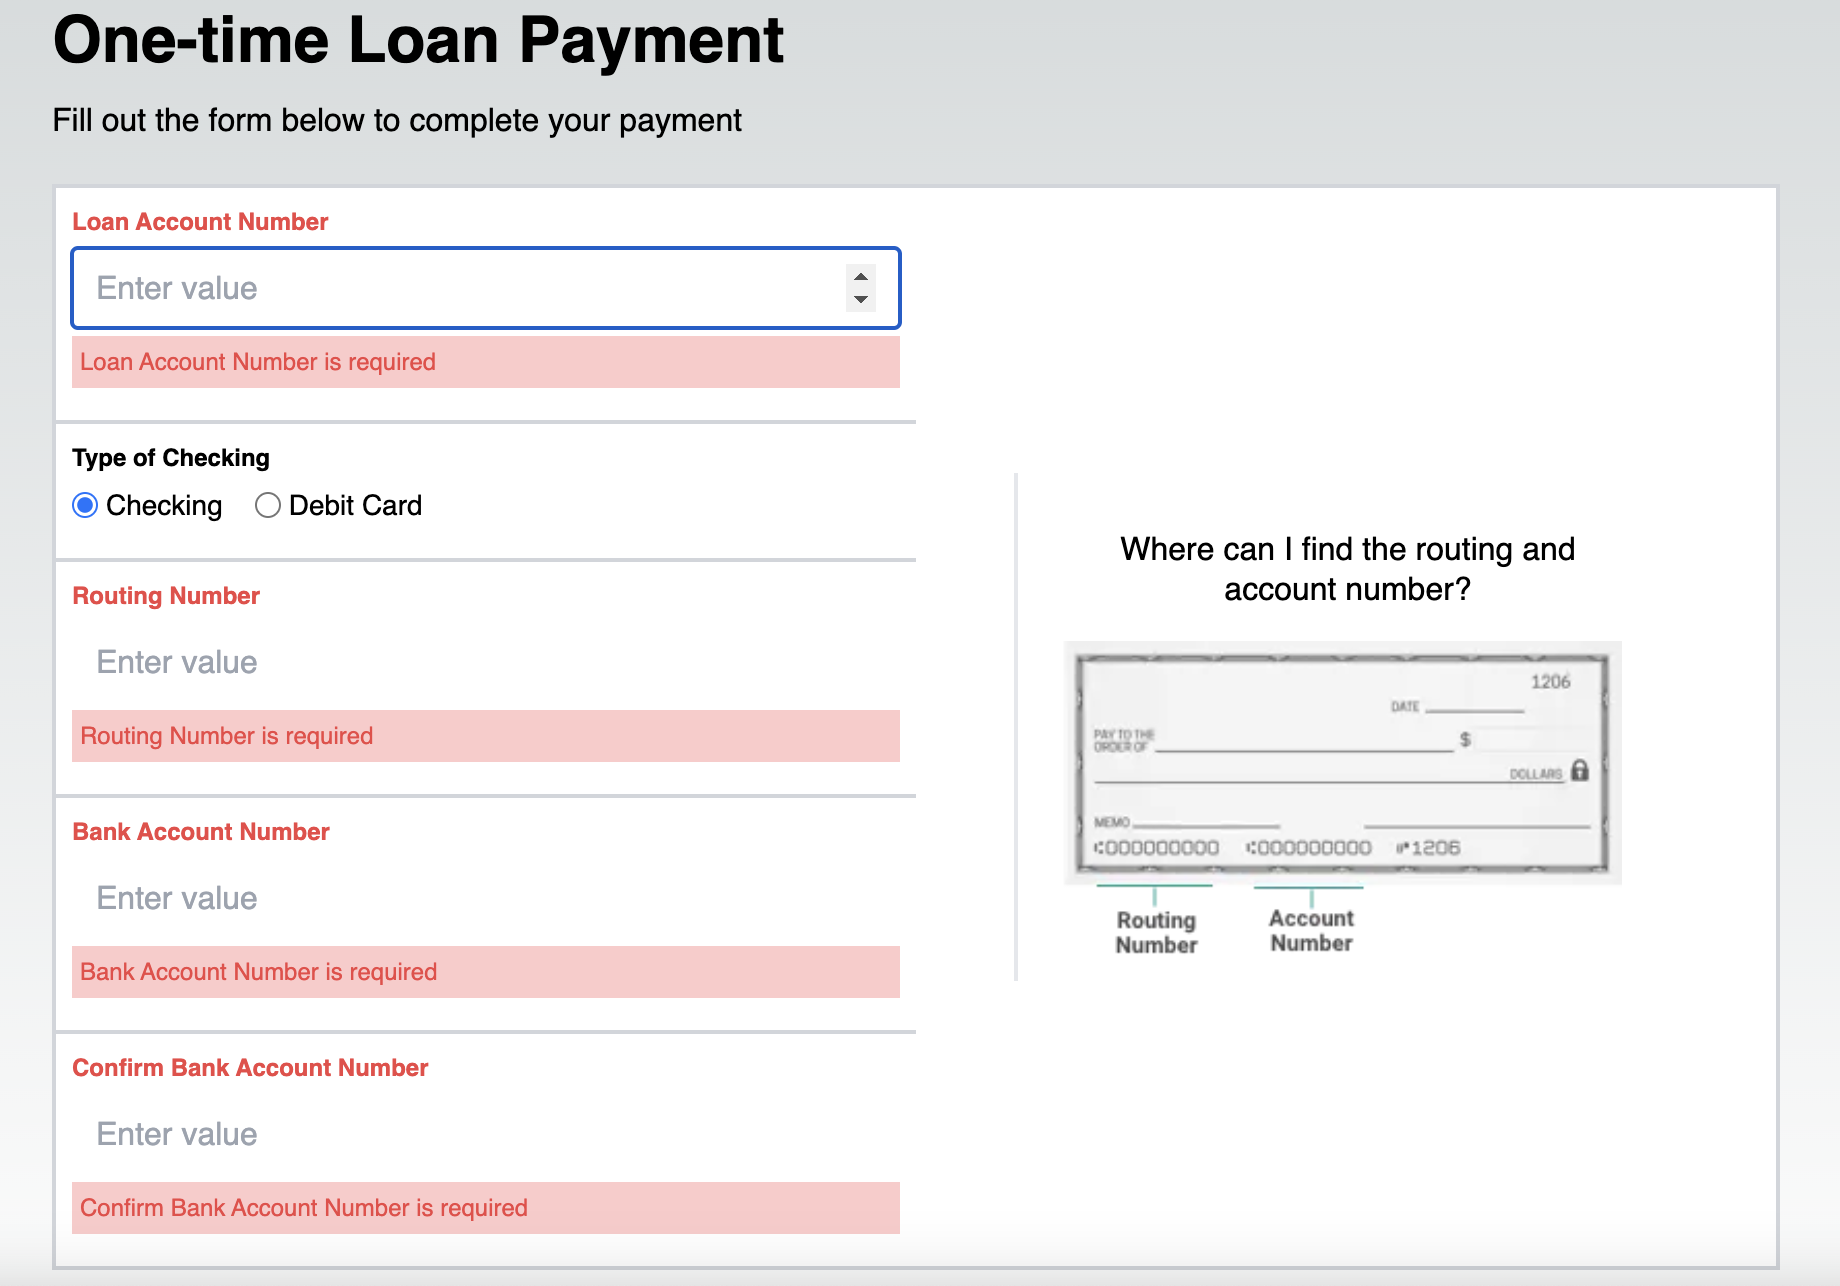 One-time Loan Payment
Fill out the form below to complete your payment
Loan Account Number
Enter value
Loan Account Number is required
Type of Checking
Checking Debit Card
Routing Number
Enter value
Routing Number is required
Bank Account Number
Enter value
Bank Account Number is required
Confirm Bank Account Number
Enter value
Confirm Bank Account Number is required
Where can I find the routing and
account number?
1206
DATE
PAY TO THE
ORDER OF
$
DOLLARS
MEMO
⑆000000000 ⑆000000000 ⑈1206
Routing
Number
Account
Number